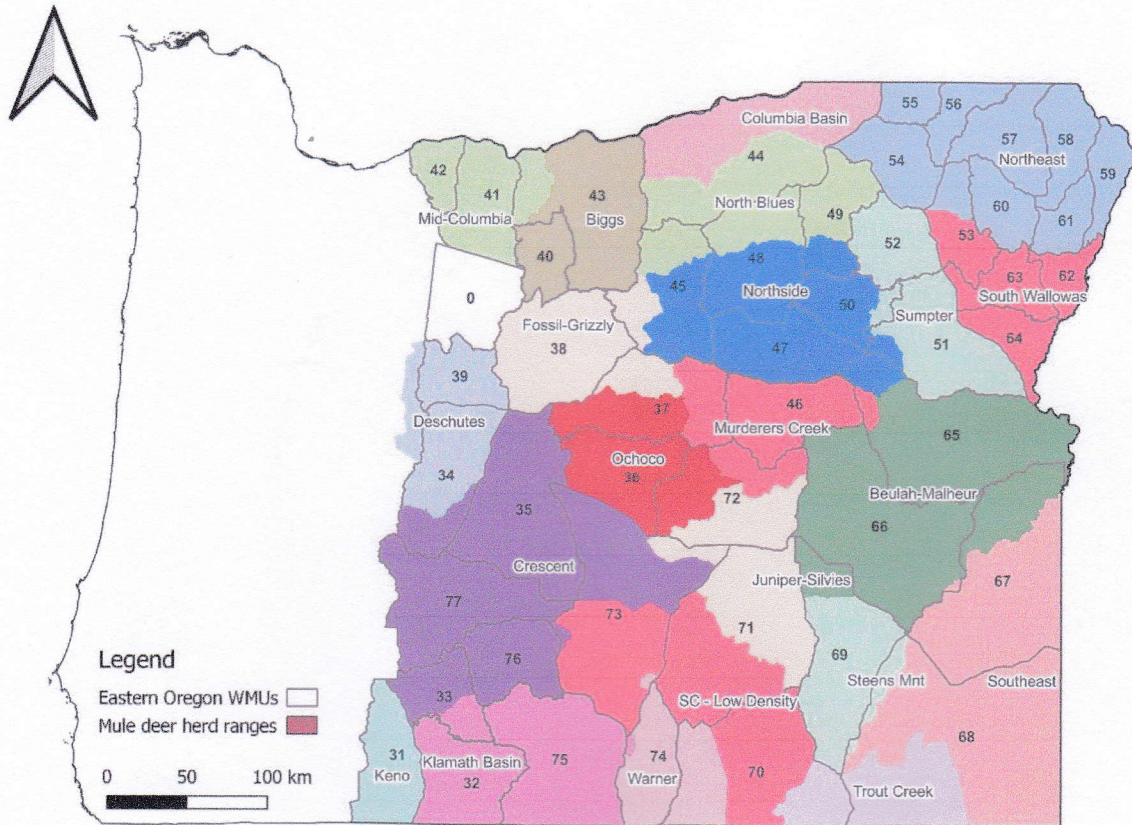 Columbia Basin
55
56
57
58
Northeast
59
54
60
61
42
41
Mid-Columbia
43
Biggs
40
44
North-Blues
49
52
53
63
62
South Wallowas
64
0
48
45
Northside
50
47
Sumpter
51
Fossil-Grizzly
38
39
Deschutes
34
37
Ochoco
36
46
Murderers Creek
65
Beulah-Malheur
66
72
35
Crescent
77
Juniper-Silvies
71
67
73
76
33
69
Steens Mnt
Southeast
68
SC - Low Density
31
Keno
Klamath Basin
32
75
74
Warner
70
Trout Creek
Legend
Eastern Oregon WMUs
Mule deer herd ranges
0 50 100 km